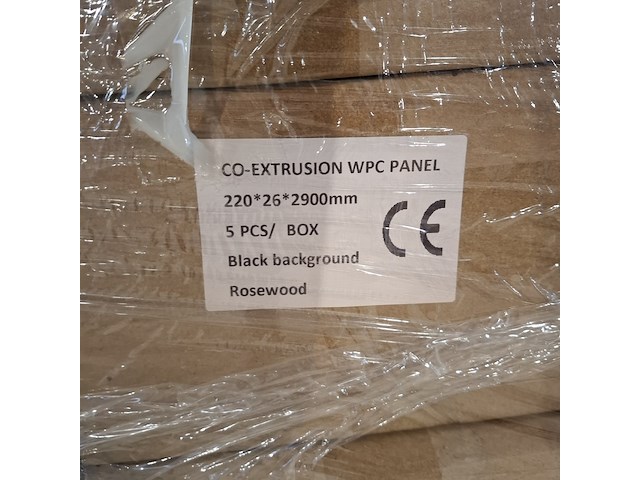 CO-EXTRUSION WPC PANEL
220*26*2900mm
5 PCS/ BOX
CE
Black background
Rosewood